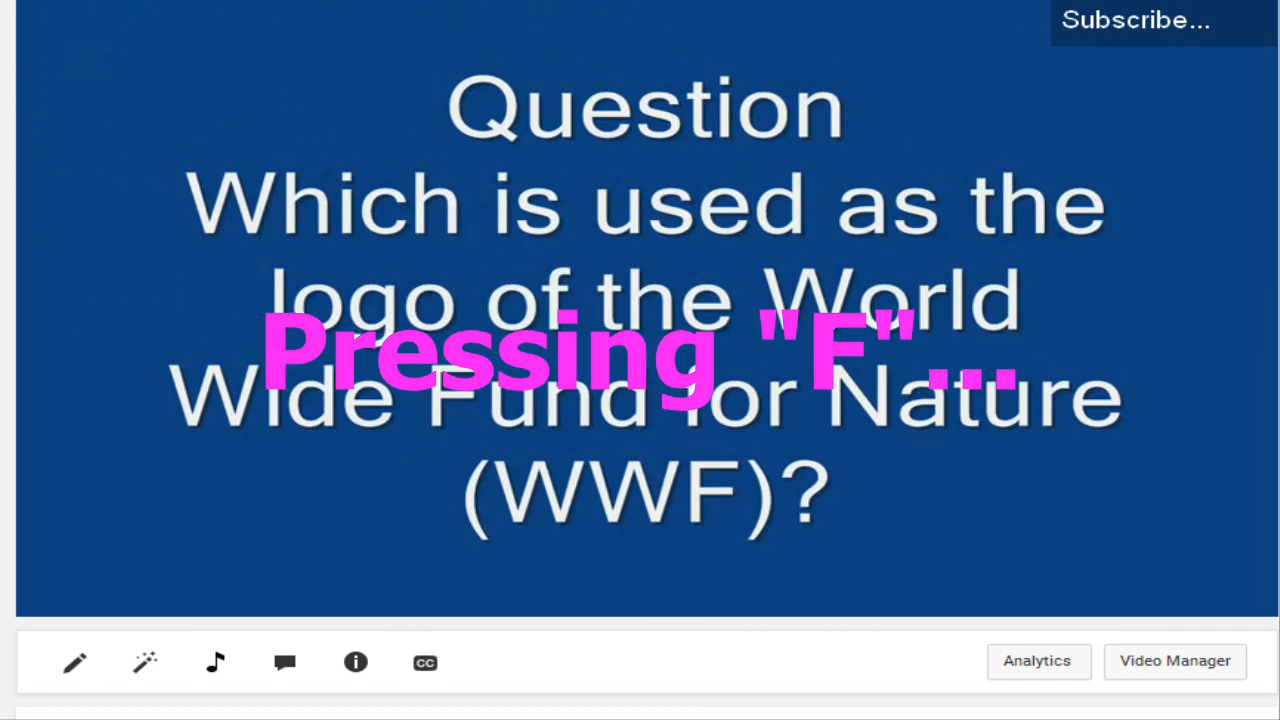 Subscribe...
Question
Which is used as the
logo of the World
Pressing "F"...
Wide Fund for Nature
(WWF)?
CC
Analytics
Video Manager